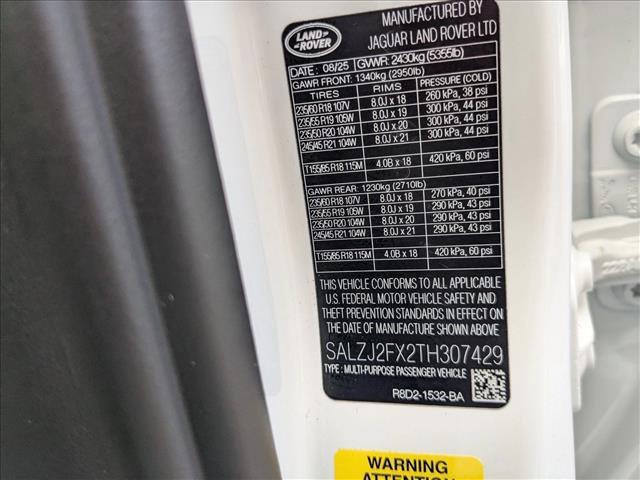 LAND
ROVER
MANUFACTURED BY
JAGUAR LAND ROVER LTD
DATE : 08/25 GVWR: 2430kg (5355lb)
GAWR FRONT: 1340kg (2950lb)
TIRES RIMS PRESSURE (COLD)
235/60 R18 107V 8.0J x 18 260 kPa, 38 psi
235/55 R19 105W 8.0J x 19 300 kPa, 44 psi
235/50 R20 104W 8.0J x 20 300 kPa, 44 psi
245/45 R21 104W 8.0J x 21 300 kPa, 44 psi
T155/85 R18 115M 4.0B x 18 420 kPa, 60 psi
GAWR REAR: 1230kg (2710lb)
235/60 R18 107V 8.0J x 18 270 kPa, 40 psi
235/55 R19 105W 8.0J x 19 290 kPa, 43 psi
235/50 R20 104W 8.0J x 20 290 kPa, 43 psi
245/45 R21 104W 8.0J x 21 290 kPa, 43 psi
T155/85 R18 115M 4.0B x 18 420 kPa, 60 psi
THIS VEHICLE CONFORMS TO ALL APPLICABLE
U.S. FEDERAL MOTOR VEHICLE SAFETY AND
THEFT PREVENTION STANDARDS IN EFFECT ON
THE DATE OF MANUFACTURE SHOWN ABOVE
SALZJ2FX2TH307429
TYPE : MULTI-PURPOSE PASSENGER VEHICLE
R8D2-1532-BA
WARNING
ATTENTION